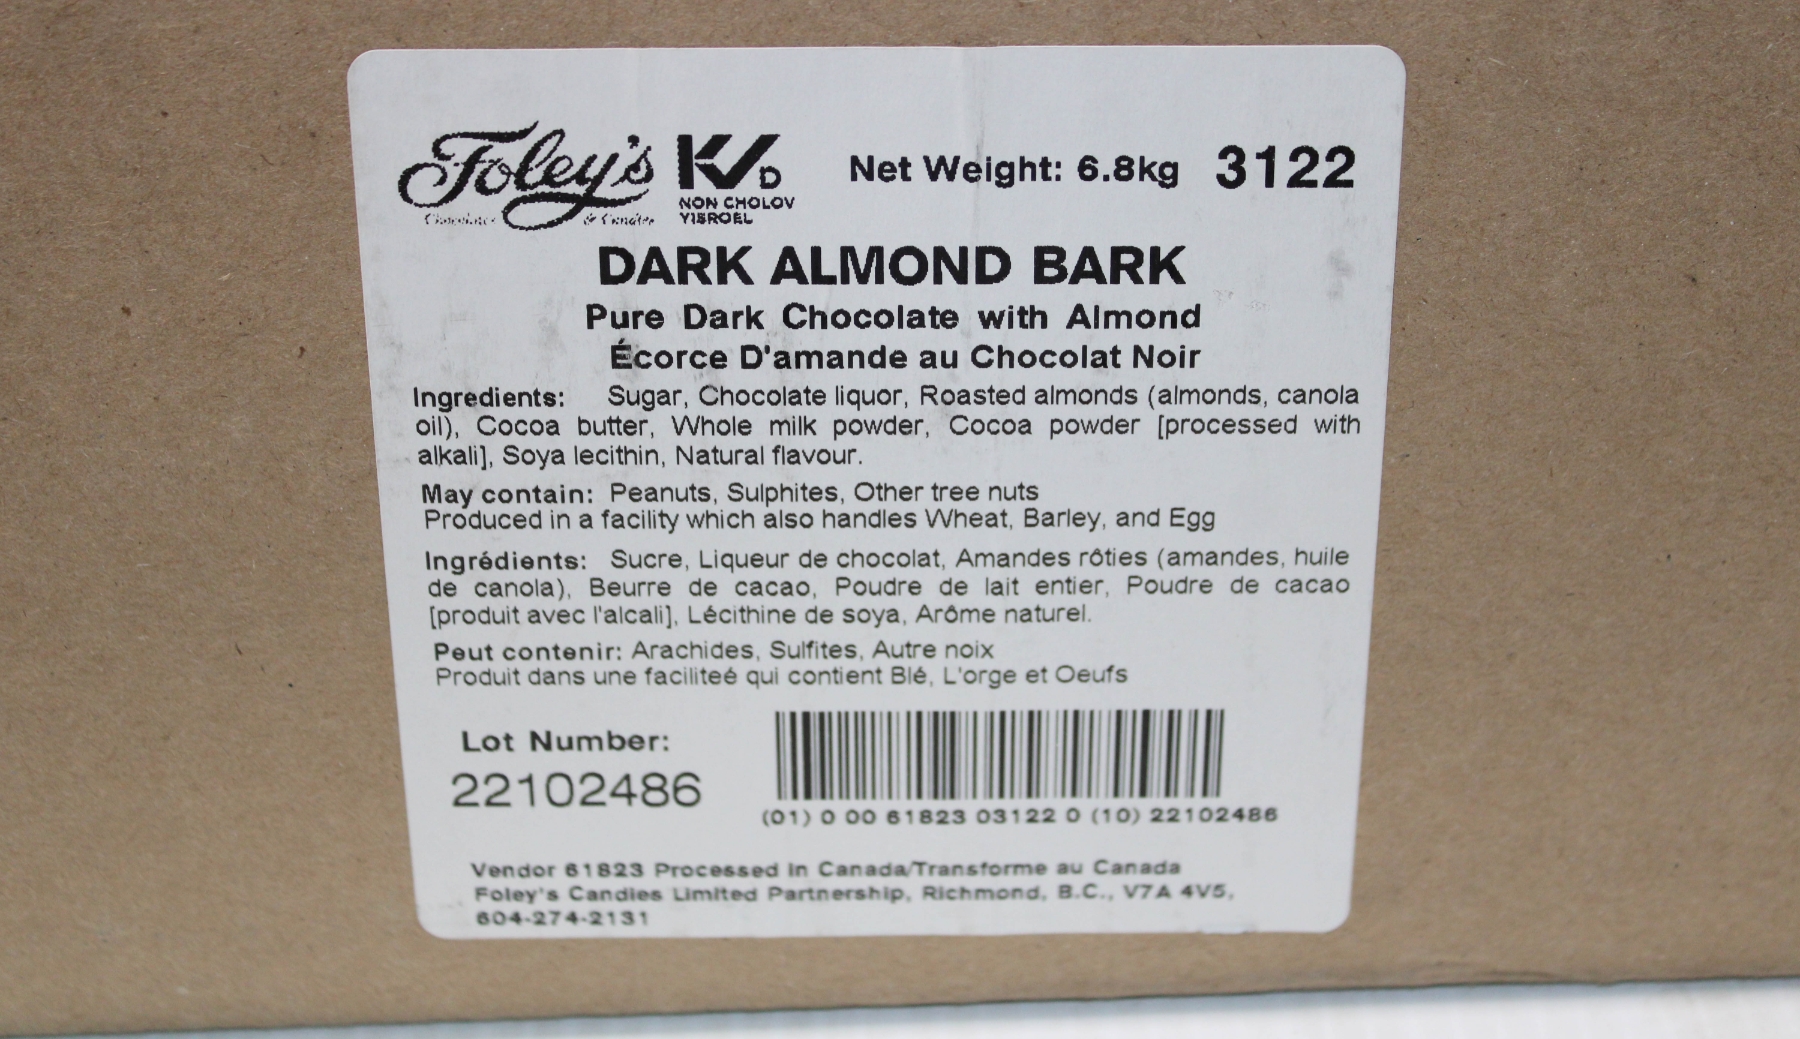 Foley's
Chocolates & Candies
KV D
NON CHOLOV
YISROEL
Net Weight: 6.8kg 3122
DARK ALMOND BARK
Pure Dark Chocolate with Almond
Écorce D'amande au Chocolat Noir
Ingredients: Sugar, Chocolate liquor, Roasted almonds (almonds, canola
oil), Cocoa butter, Whole milk powder, Cocoa powder [processed with
alkali], Soya lecithin, Natural flavour.
May contain: Peanuts, Sulphites, Other tree nuts
Produced in a facility which also handles Wheat, Barley, and Egg
Ingrédients: Sucre, Liqueur de chocolat, Amandes rôties (amandes, huile
de canola), Beurre de cacao, Poudre de lait entier, Poudre de cacao
[produit avec l'alcali], Lécithine de soya, Arôme naturel.
Peut contenir: Arachides, Sulfites, Autre noix
Produit dans une faciliteé qui contient Blé, L'orge et Oeufs
Lot Number:
22102486
(01) 0 00 61823 03122 0 (10) 22102486
Vendor 61823 Processed in Canada/Transforme au Canada
Foley's Candies Limited Partnership, Richmond, B.C., V7A 4V5,
604-274-2131